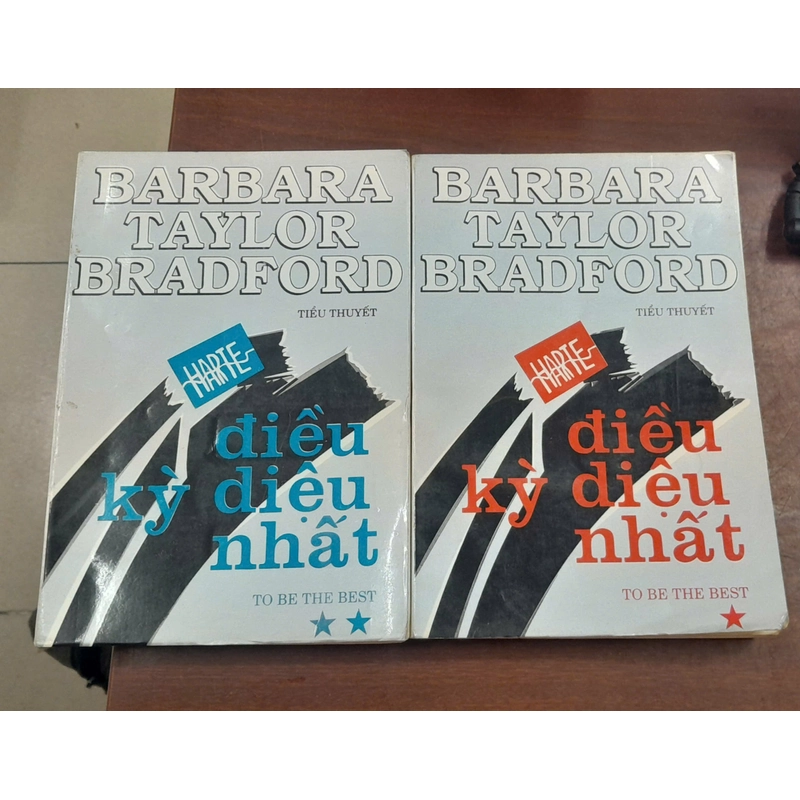 BARBARA
TAYLOR
BRADFORD
TIỂU THUYẾT
HARTE
điều
kỳ diệu
nhất
TO BE THE BEST
BARBARA
TAYLOR
BRADFORD
TIỂU THUYẾT
HARTE
điều
kỳ diệu
nhất
TO BE THE BEST